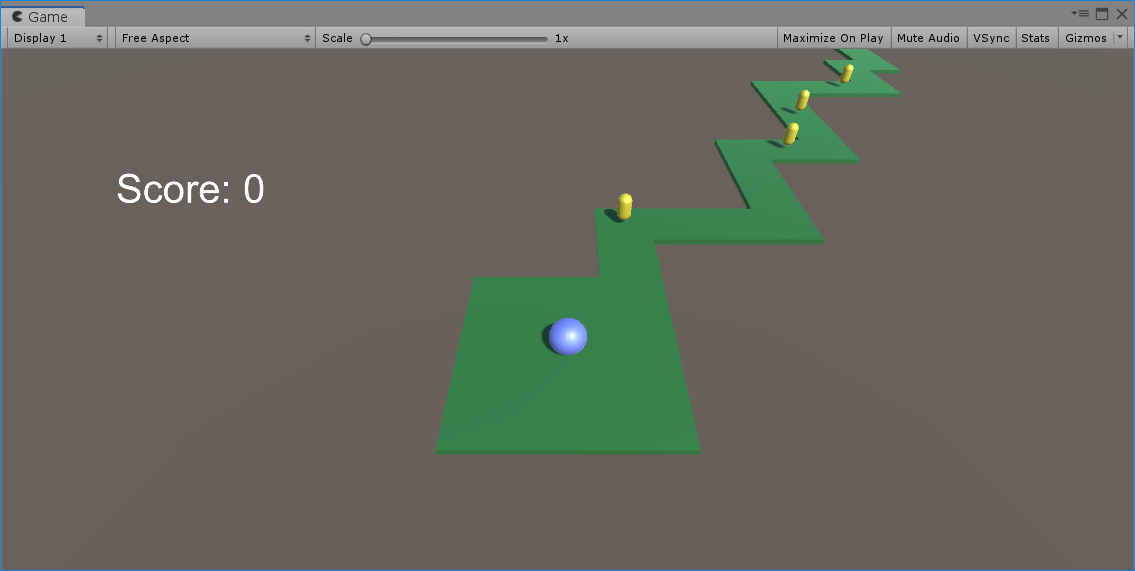 Game
Display 1 Free Aspect Scale 1x Maximize On Play Mute Audio VSync Stats Gizmos
Score: 0